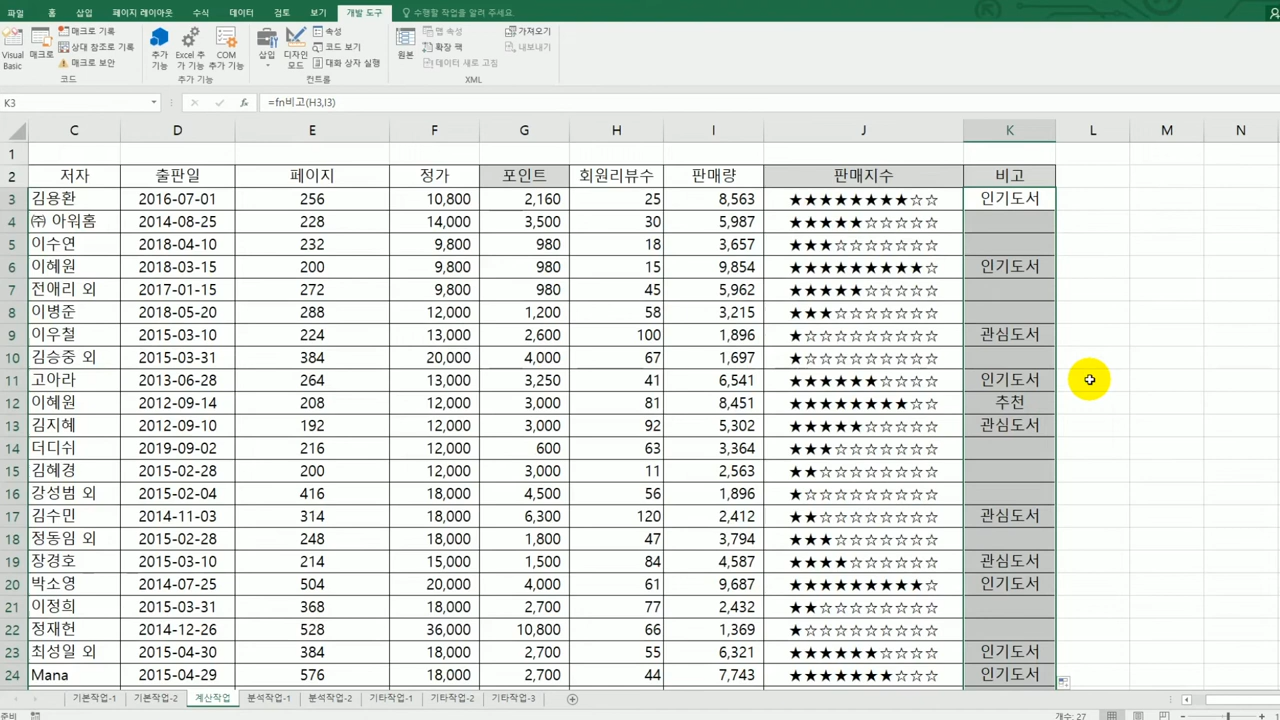 파일 홈 삽입 페이지 레이아웃 수식 데이터 검토 보기 개발 도구 수행할 작업을 알려 주세요.
Visual Basic 매크로 매크로 기록 상대 참조로 기록 매크로 보안 코드
추가 기능 Excel 추가 기능 COM 추가 기능 추가 기능
삽입 디자인 모드 속성 코드 보기 대화 상자 실행 컨트롤
원본 맵 속성 확장 팩 데이터 새로 고침 가져오기 내보내기 XML
K3 fx =fn비고(H3,I3)
C D E F G H I J K L M N
1
2 저자 출판일 페이지 정가 포인트 회원리뷰수 판매량 판매지수 비고
3 김용환 2016-07-01 256 10,800 2,160 25 8,563 ★★★★★★★★☆☆ 인기도서
4 ㈜ 아워홈 2014-08-25 228 14,000 3,500 30 5,987 ★★★★★☆☆☆☆☆
5 이수연 2018-04-10 232 9,800 980 18 3,657 ★★★☆☆☆☆☆☆☆
6 이혜원 2018-03-15 200 9,800 980 15 9,854 ★★★★★★★★★☆ 인기도서
7 전애리 외 2017-01-15 272 9,800 980 45 5,962 ★★★★★☆☆☆☆☆
8 이병준 2018-05-20 288 12,000 1,200 58 3,215 ★★★☆☆☆☆☆☆☆
9 이우철 2015-03-10 224 13,000 2,600 100 1,896 ★☆☆☆☆☆☆☆☆☆ 관심도서
10 김승중 외 2015-03-31 384 20,000 4,000 67 1,697 ★☆☆☆☆☆☆☆☆☆
11 고아라 2013-06-28 264 13,000 3,250 41 6,541 ★★★★★★☆☆☆☆ 인기도서
12 이혜원 2012-09-14 208 12,000 3,000 81 8,451 ★★★★★★★★☆☆ 추천
13 김지혜 2012-09-10 192 12,000 3,000 92 5,302 ★★★★★☆☆☆☆☆ 관심도서
14 더디쉬 2019-09-02 216 12,000 600 63 3,364 ★★★☆☆☆☆☆☆☆
15 김혜경 2015-02-28 200 12,000 3,000 11 2,563 ★★☆☆☆☆☆☆☆☆
16 강성범 외 2015-02-04 416 18,000 4,500 56 1,896 ★☆☆☆☆☆☆☆☆☆
17 김수민 2014-11-03 314 18,000 6,300 120 2,412 ★★☆☆☆☆☆☆☆☆ 관심도서
18 정동임 외 2015-02-28 248 18,000 1,800 47 3,794 ★★★☆☆☆☆☆☆☆
19 장경호 2015-03-10 214 15,000 1,500 84 4,587 ★★★★☆☆☆☆☆☆ 관심도서
20 박소영 2014-07-25 504 20,000 4,000 61 9,687 ★★★★★★★★★☆ 인기도서
21 이정희 2015-03-31 368 18,000 2,700 77 2,432 ★★☆☆☆☆☆☆☆☆
22 정재헌 2014-12-26 528 36,000 10,800 66 1,369 ★☆☆☆☆☆☆☆☆☆
23 최성일 외 2015-04-30 384 18,000 2,700 55 6,321 ★★★★★★☆☆☆☆ 인기도서
24 Mana 2015-04-29 576 18,000 2,700 44 7,743 ★★★★★★★☆☆☆ 인기도서
기본작업-1 기본작업-2 계산작업 분석작업-1 분석작업-2 기타작업-1 기타작업-2 기타작업-3
준비 개수: 27